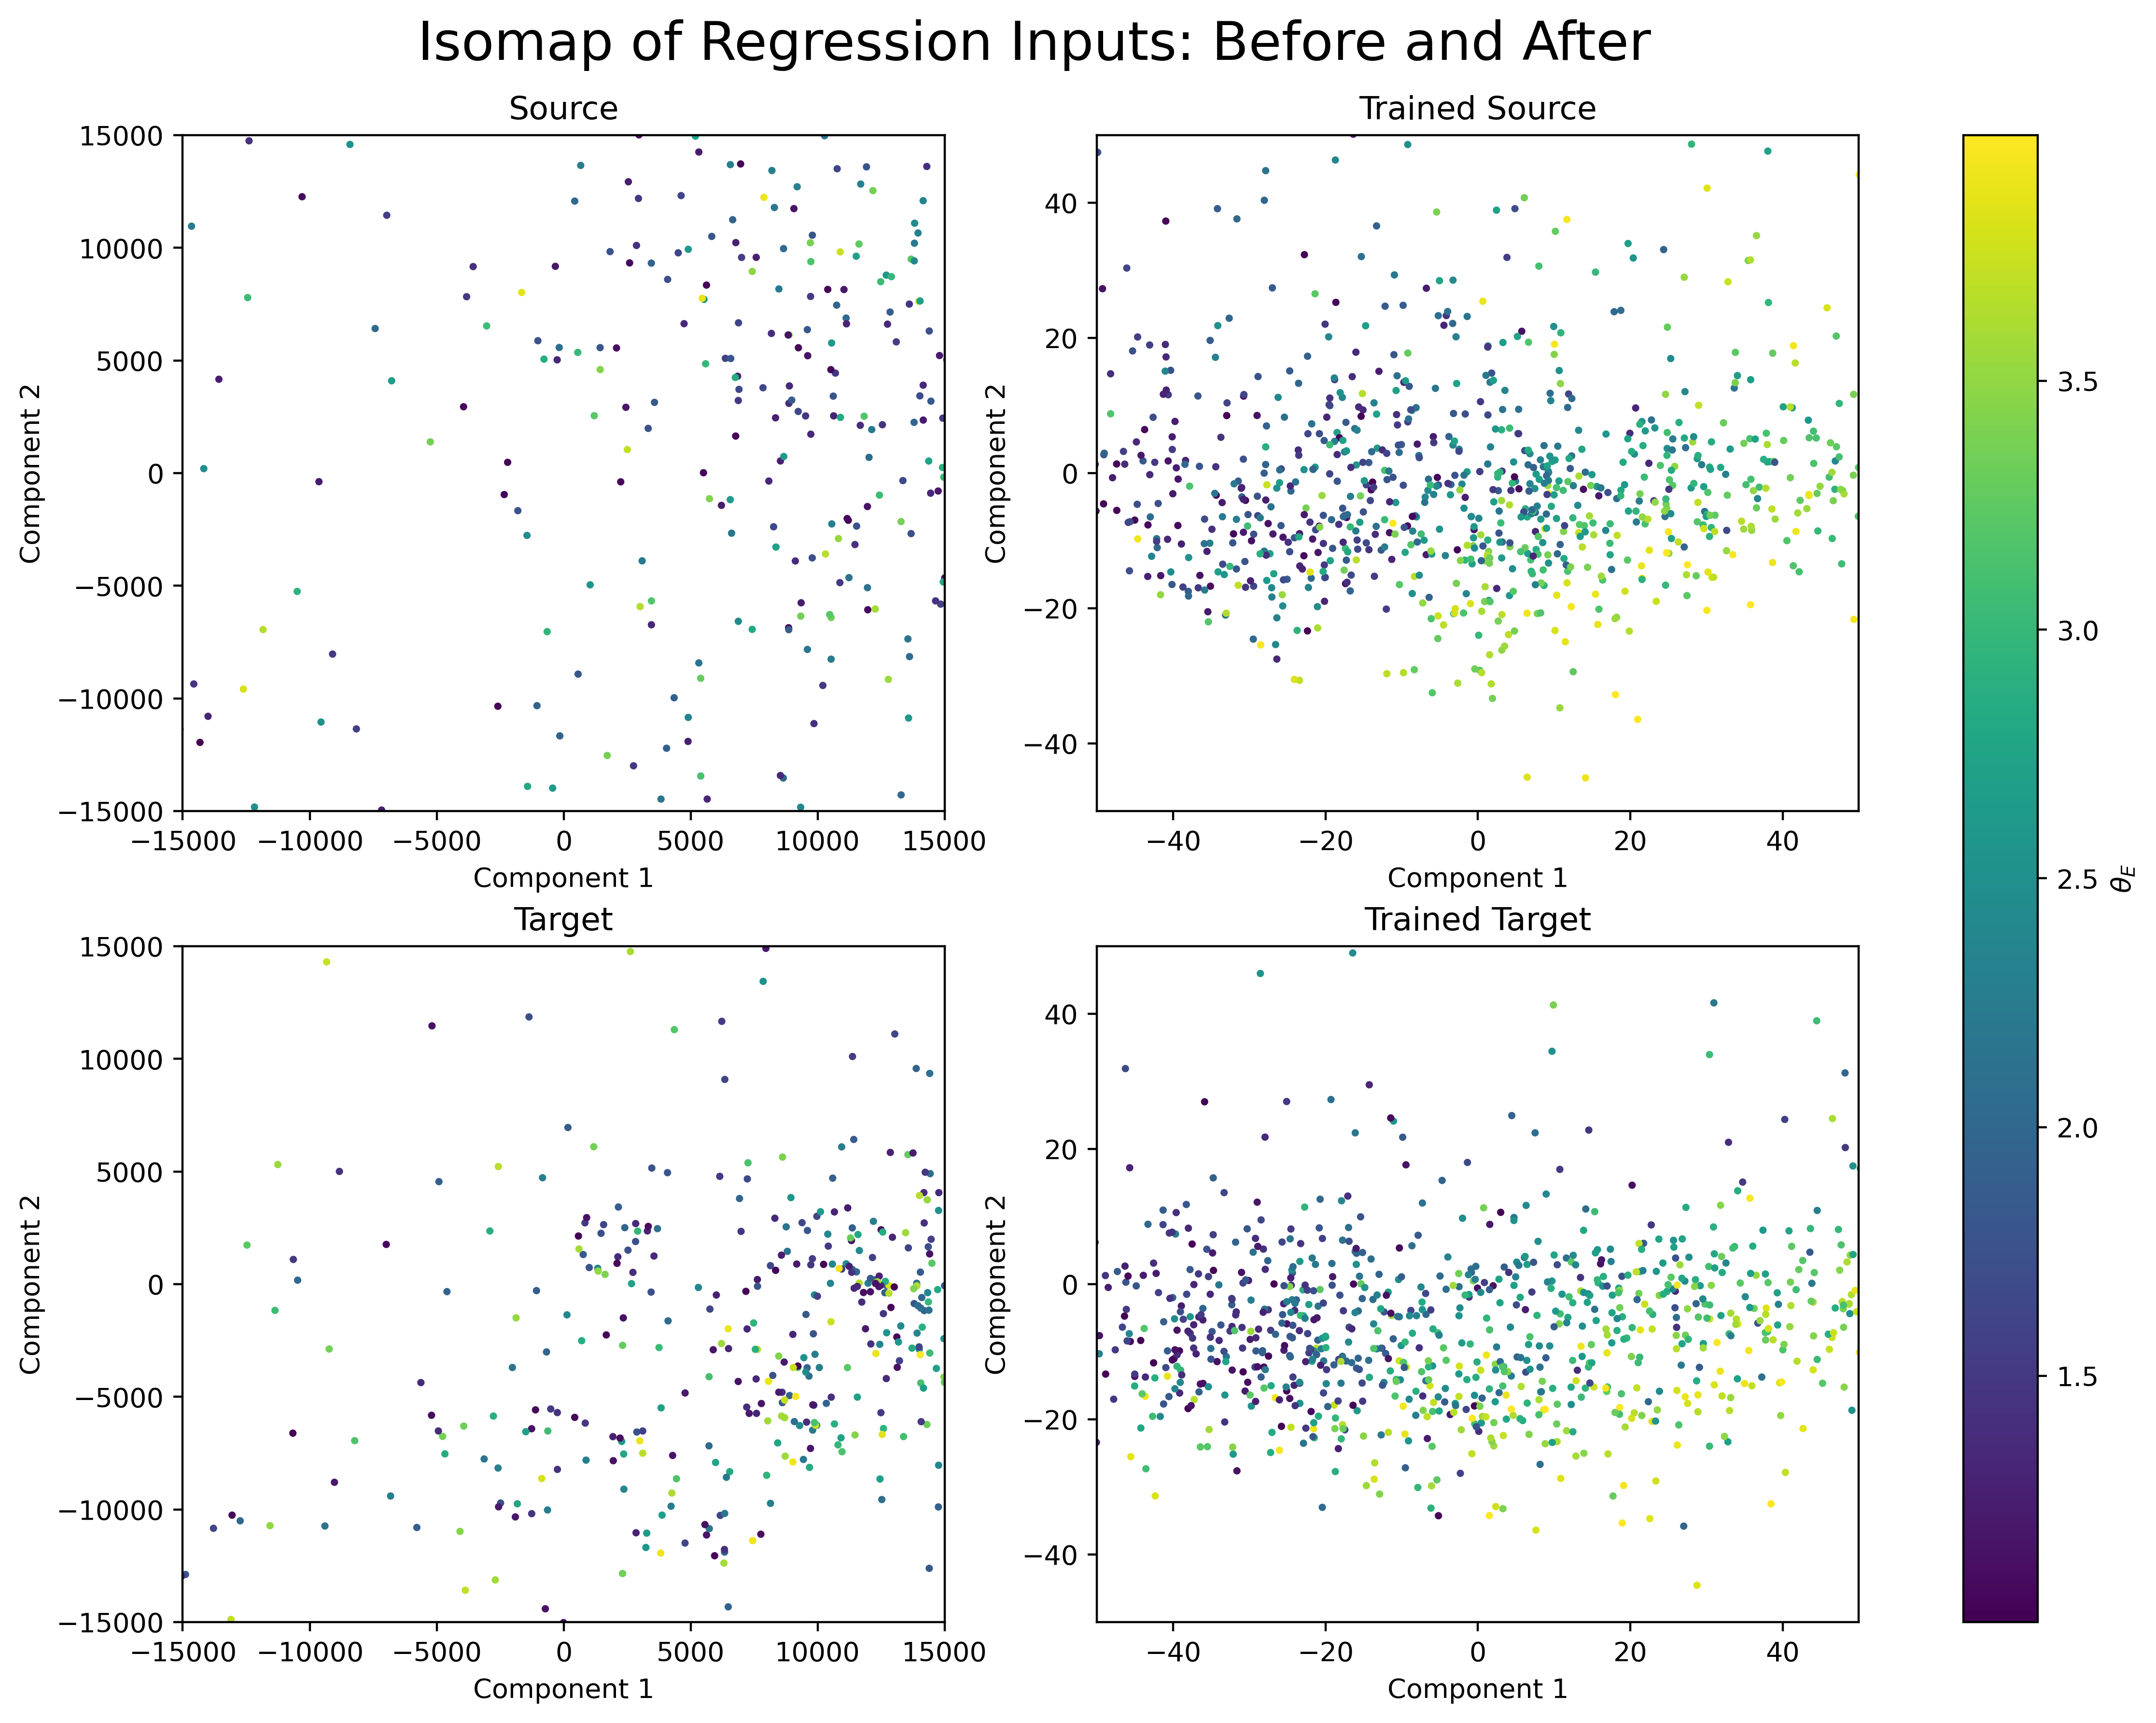 Isomap of Regression Inputs: Before and After
Source
15000
10000
5000
0
−5000
−10000
−15000
Component 2
−15000 −10000 −5000 0 5000 10000 15000
Component 1
Trained Source
40
20
0
−20
−40
Component 2
−40 −20 0 20 40
Component 1
Target
15000
10000
5000
0
−5000
−10000
−15000
Component 2
−15000 −10000 −5000 0 5000 10000 15000
Component 1
Trained Target
40
20
0
−20
−40
Component 2
−40 −20 0 20 40
Component 1
3.5
3.0
2.5
2.0
1.5
θE